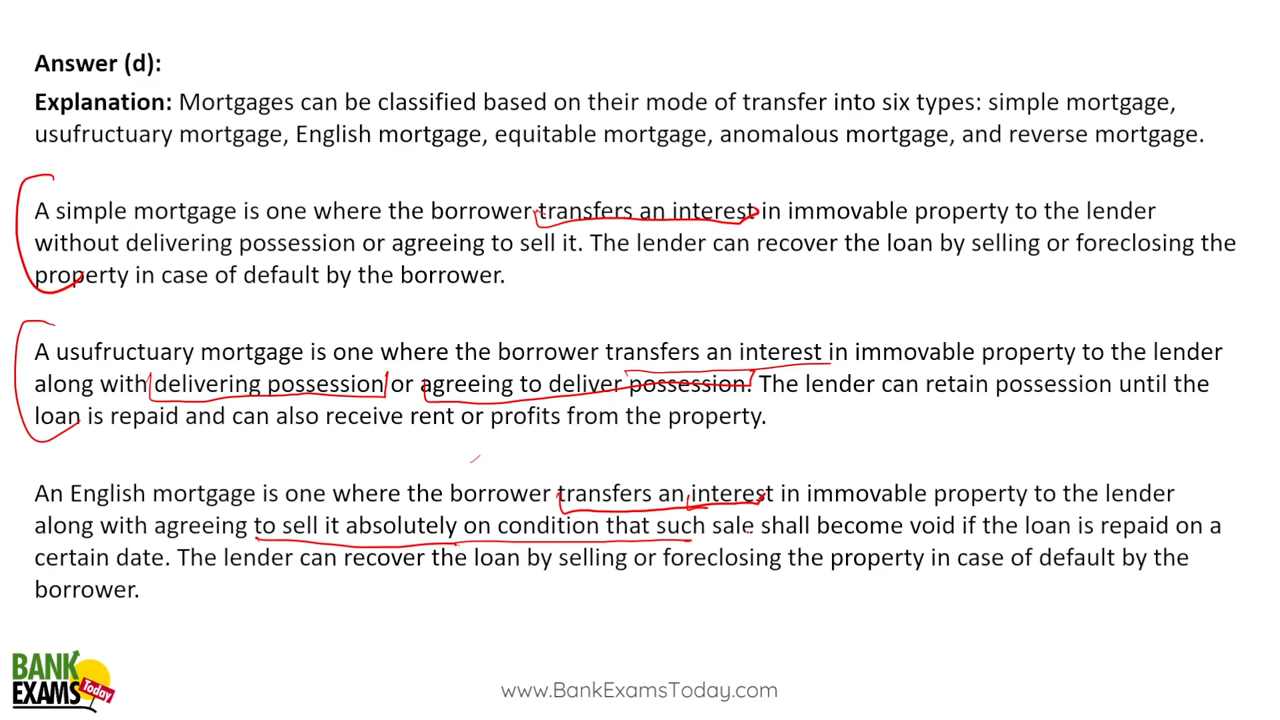 Answer (d):
Explanation: Mortgages can be classified based on their mode of transfer into six types: simple mortgage,
usufructuary mortgage, English mortgage, equitable mortgage, anomalous mortgage, and reverse mortgage.
A simple mortgage is one where the borrower transfers an interest in immovable property to the lender
without delivering possession or agreeing to sell it. The lender can recover the loan by selling or foreclosing the
property in case of default by the borrower.
A usufructuary mortgage is one where the borrower transfers an interest in immovable property to the lender
along with delivering possession or agreeing to deliver possession. The lender can retain possession until the
loan is repaid and can also receive rent or profits from the property.
An English mortgage is one where the borrower transfers an interest in immovable property to the lender
along with agreeing to sell it absolutely on condition that such sale shall become void if the loan is repaid on a
certain date. The lender can recover the loan by selling or foreclosing the property in case of default by the
borrower.
BANK
EXAMS Today
www.BankExamsToday.com